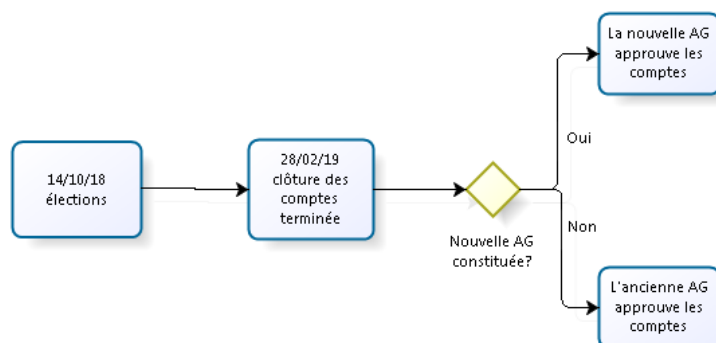 14/10/18
élections
28/02/19
clôture des
comptes
terminée
Nouvelle AG
constituée?
Oui
La nouvelle AG
approuve les
comptes
Non
L'ancienne AG
approuve les
comptes